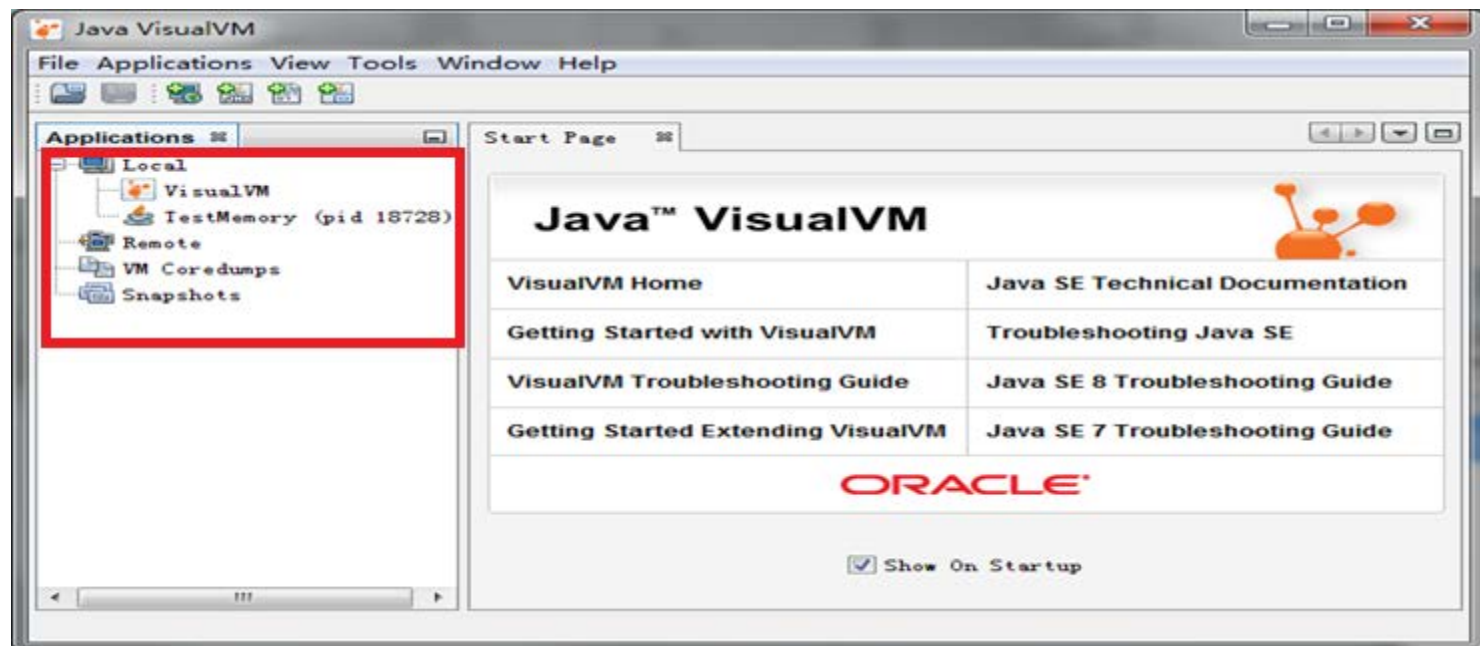 Java VisualVM
File Applications View Tools Window Help
Applications
Start Page
Local
VisualVM
TestMemory (pid 18728)
Remote
VM Coredumps
Snapshots
Java™ VisualVM
VisualVM Home
Java SE Technical Documentation
Getting Started with VisualVM
Troubleshooting Java SE
VisualVM Troubleshooting Guide
Java SE 8 Troubleshooting Guide
Getting Started Extending VisualVM
Java SE 7 Troubleshooting Guide
ORACLE
Show On Startup